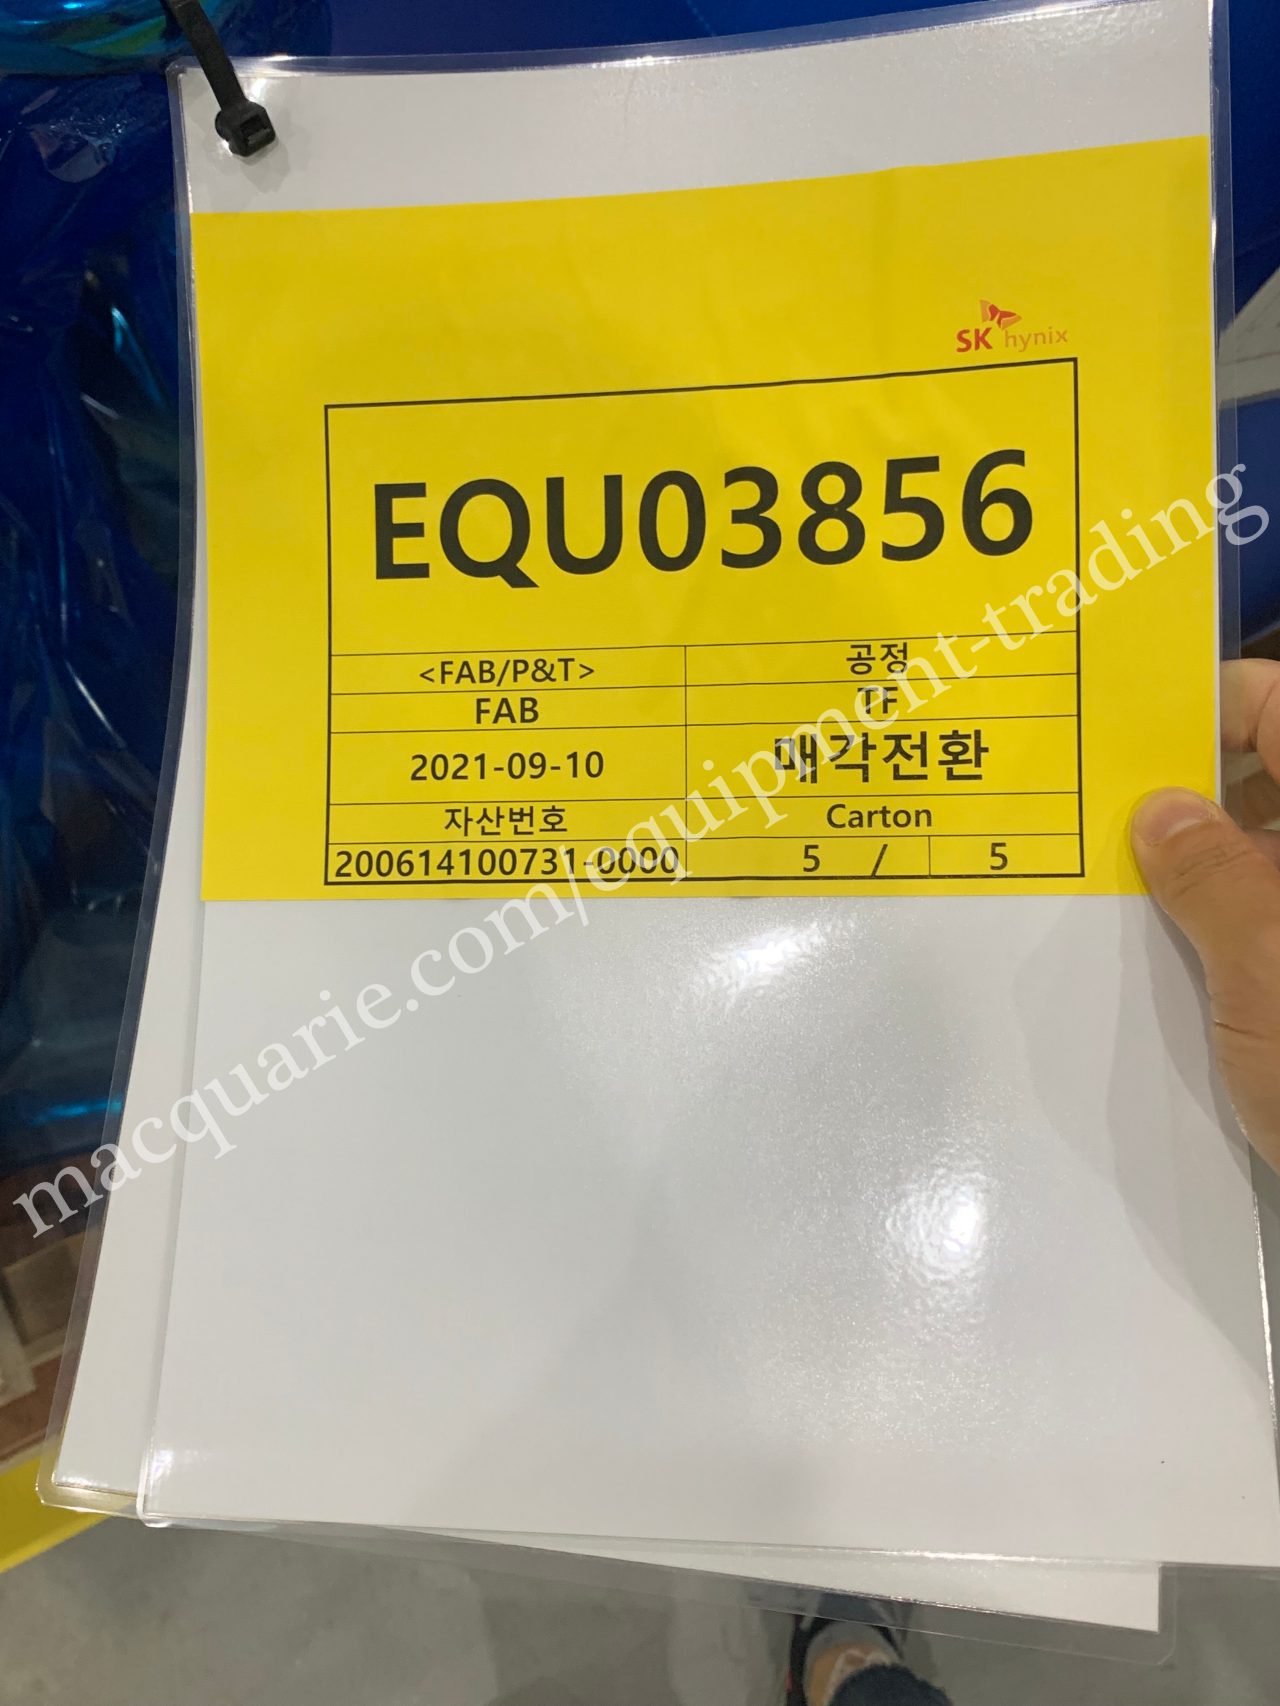 SK hynix
EQU03856
<FAB/P&T> 공정
FAB TF
2021-09-10 매각전환
자산번호 Carton
200614100731-0000 5 / 5
macquarie.com/equipment-trading